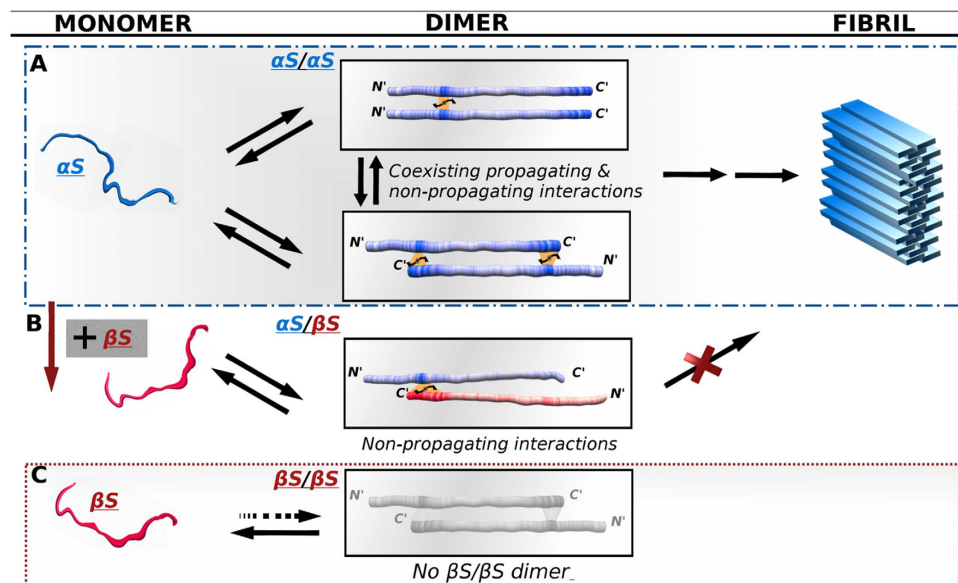 MONOMER DIMER FIBRIL
A
αS/αS
N' C'
N' C'
αS
Coexisting propagating &
non-propagating interactions
N' C'
C' N'
B
+ βS
αS/βS
N' C'
C' N'
Non-propagating interactions
C
βS/βS
βS
N' C'
C' N'
No βS/βS dimer